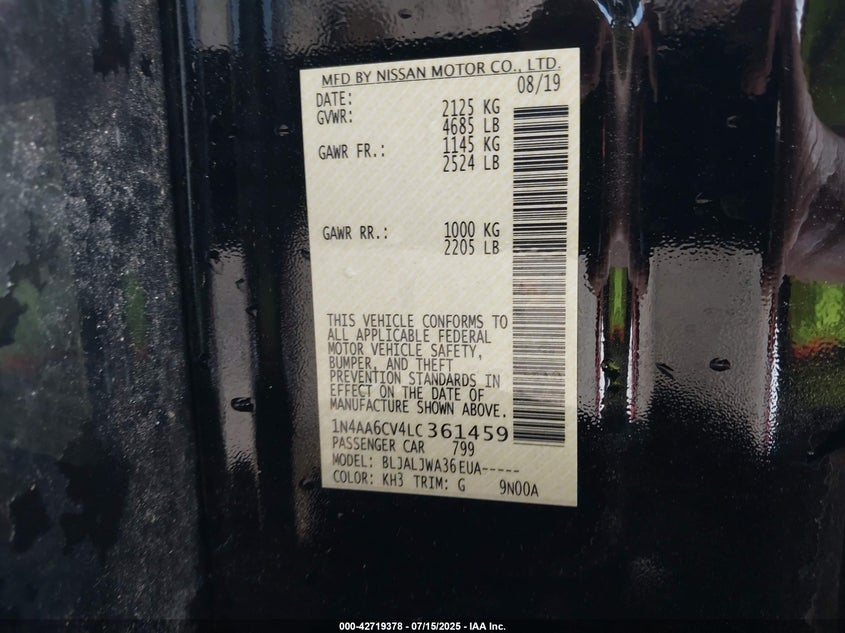 MFD BY NISSAN MOTOR CO., LTD.
DATE: 08/19
GVWR: 2125 KG
4685 LB
GAWR FR.: 1145 KG
2524 LB
GAWR RR.: 1000 KG
2205 LB
THIS VEHICLE CONFORMS TO
ALL APPLICABLE FEDERAL
MOTOR VEHICLE SAFETY,
BUMPER, AND THEFT
PREVENTION STANDARDS IN
EFFECT ON THE DATE OF
MANUFACTURE SHOWN ABOVE.
1N4AA6CV4LC361459
PASSENGER CAR 799
MODEL: BLJALJWA36EUA-----
COLOR: KH3 TRIM: G 9N00A
000-42719378 - 07/15/2025 - IAA Inc.